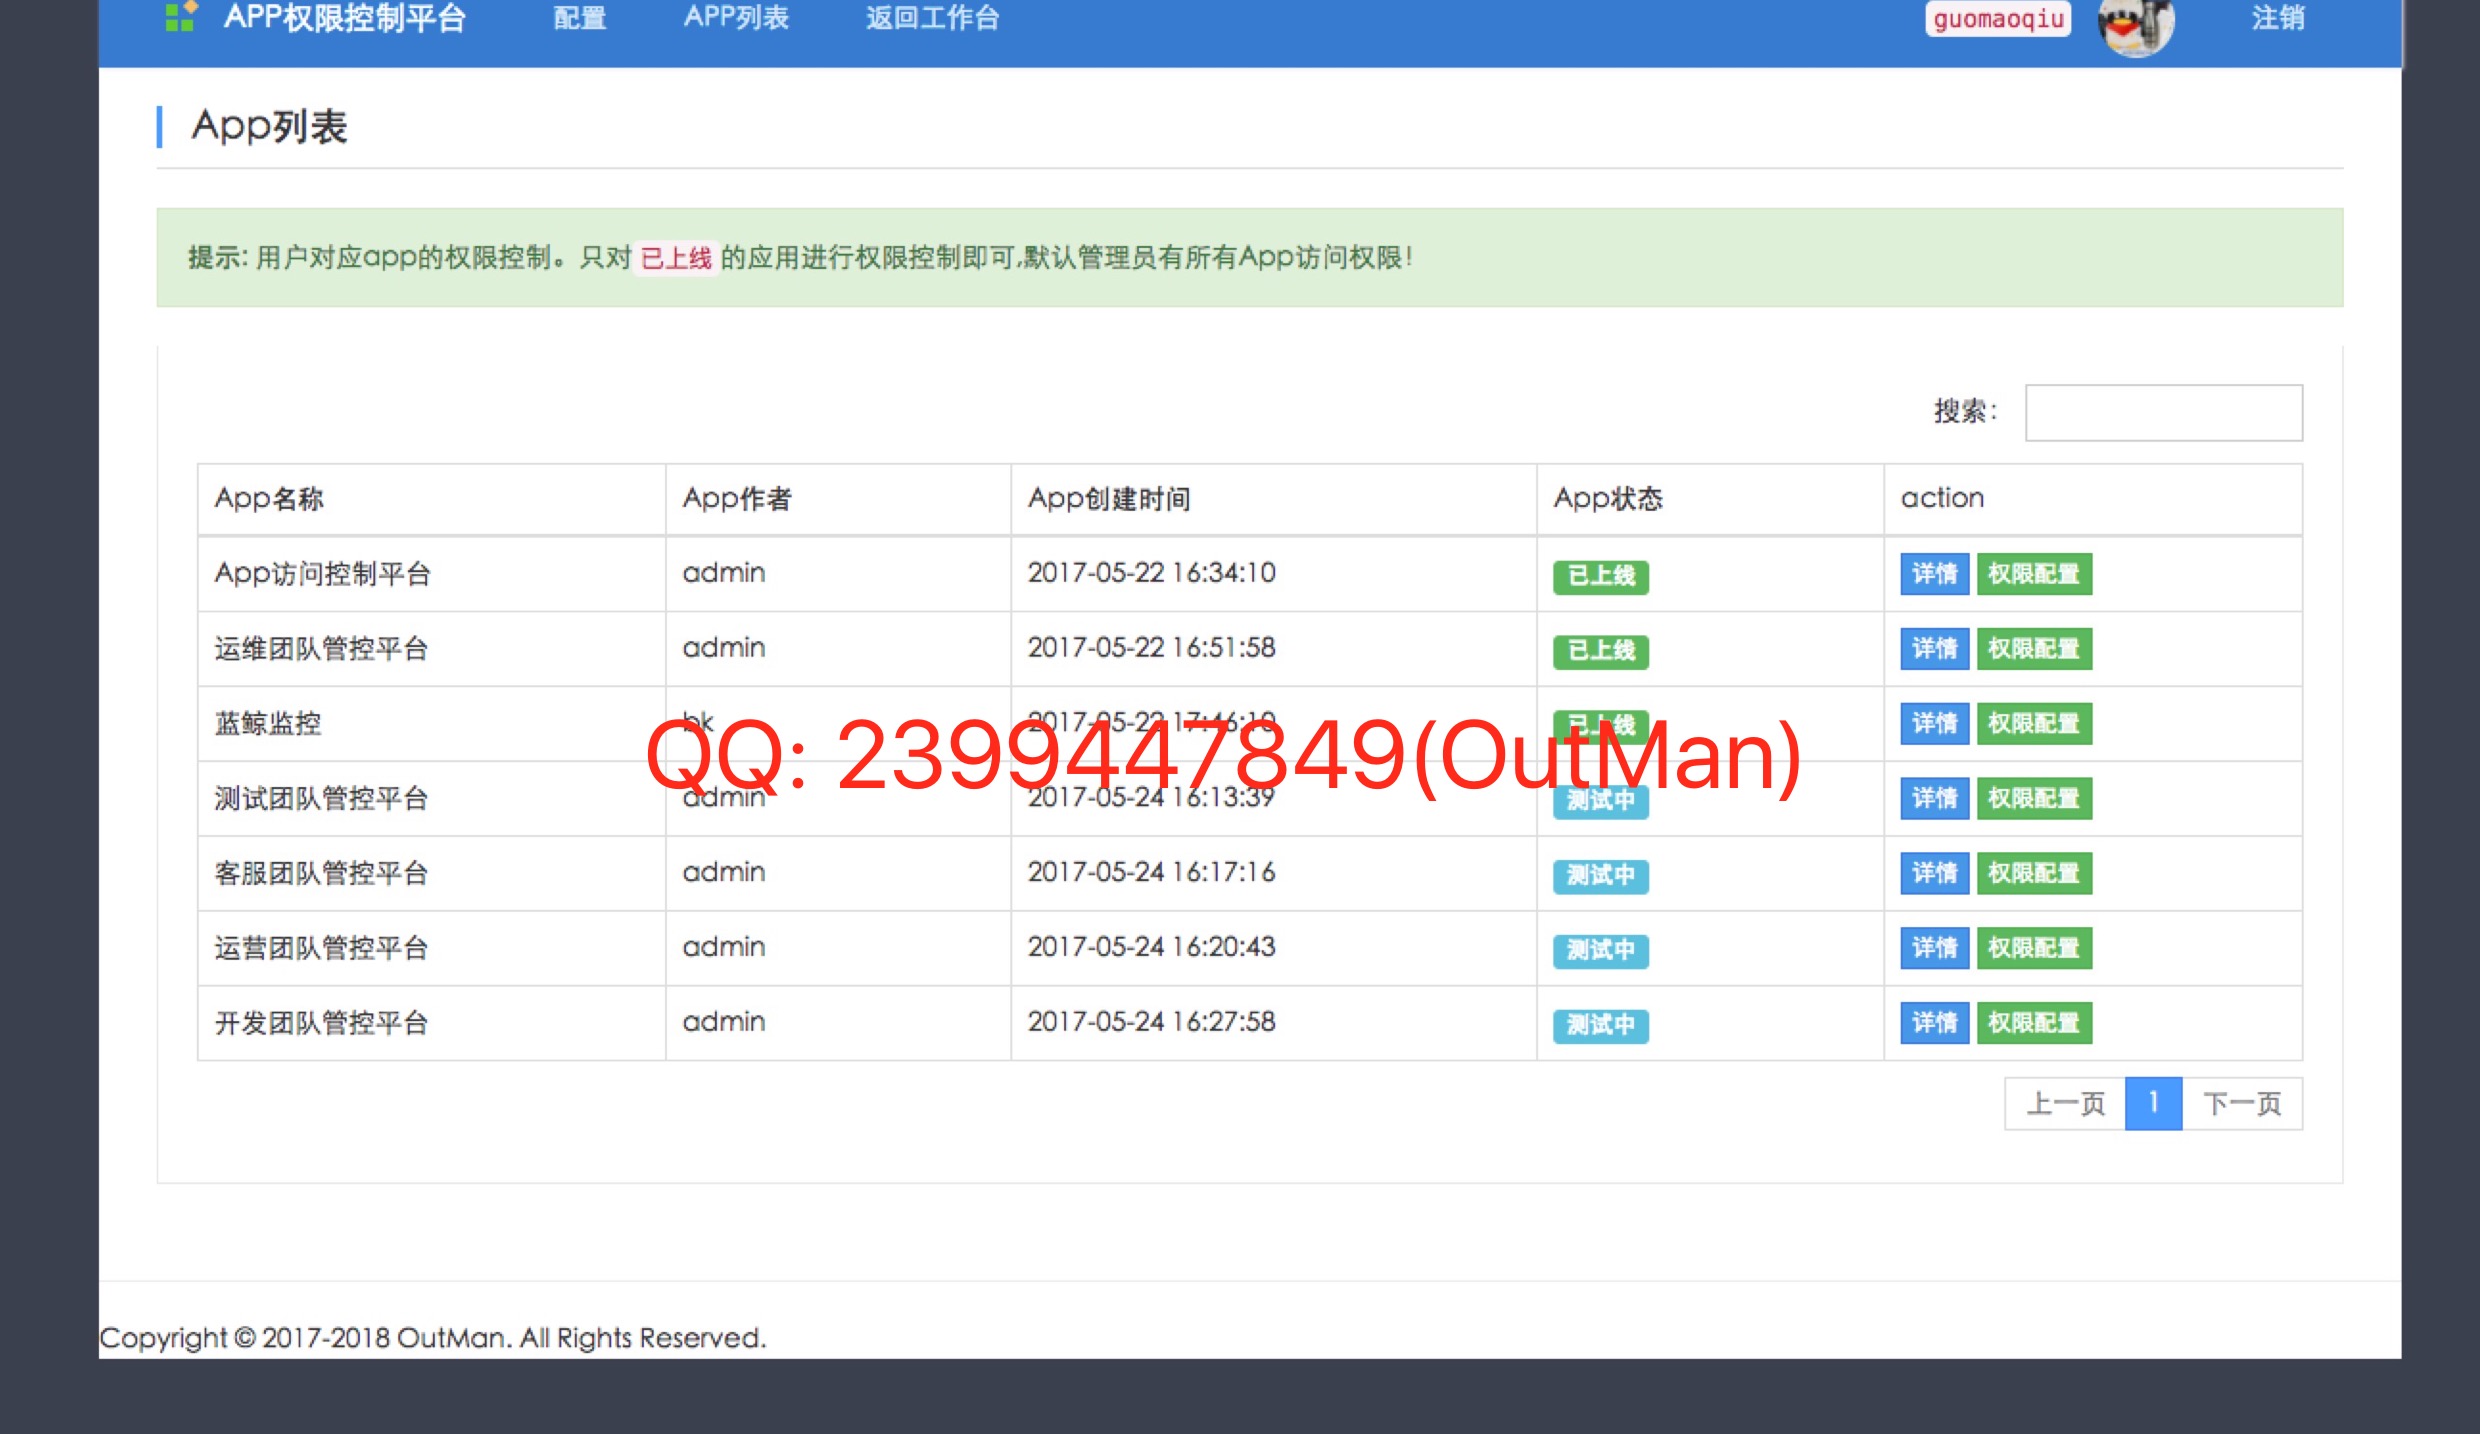 APP权限控制平台 配置 APP列表 返回工作台 guomaoqiu 注销
App列表
提示: 用户对应app的权限控制。只对 已上线 的应用进行权限控制即可,默认管理员有所有App访问权限!
搜索:
App名称 App作者 App创建时间 App状态 action
App访问控制平台 admin 2017-05-22 16:34:10 已上线 详情 权限配置
运维团队管控平台 admin 2017-05-22 16:51:58 已上线 详情 权限配置
蓝鲸监控 bk 2017-05-22 17:46:10 已上线 详情 权限配置
QQ: 2399447849(OutMan)
测试团队管控平台 admin 2017-05-24 16:13:39 测试中 详情 权限配置
客服团队管控平台 admin 2017-05-24 16:17:16 测试中 详情 权限配置
运营团队管控平台 admin 2017-05-24 16:20:43 测试中 详情 权限配置
开发团队管控平台 admin 2017-05-24 16:27:58 测试中 详情 权限配置
上一页 1 下一页
Copyright © 2017-2018 OutMan. All Rights Reserved.